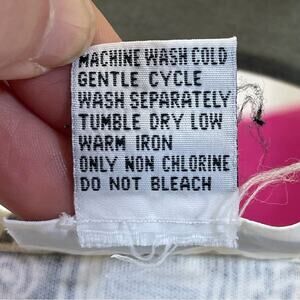 MACHINE WASH COLD
GENTLE CYCLE
WASH SEPARATELY
TUMBLE DRY LOW
WARM IRON
ONLY NON CHLORINE
DO NOT BLEACH